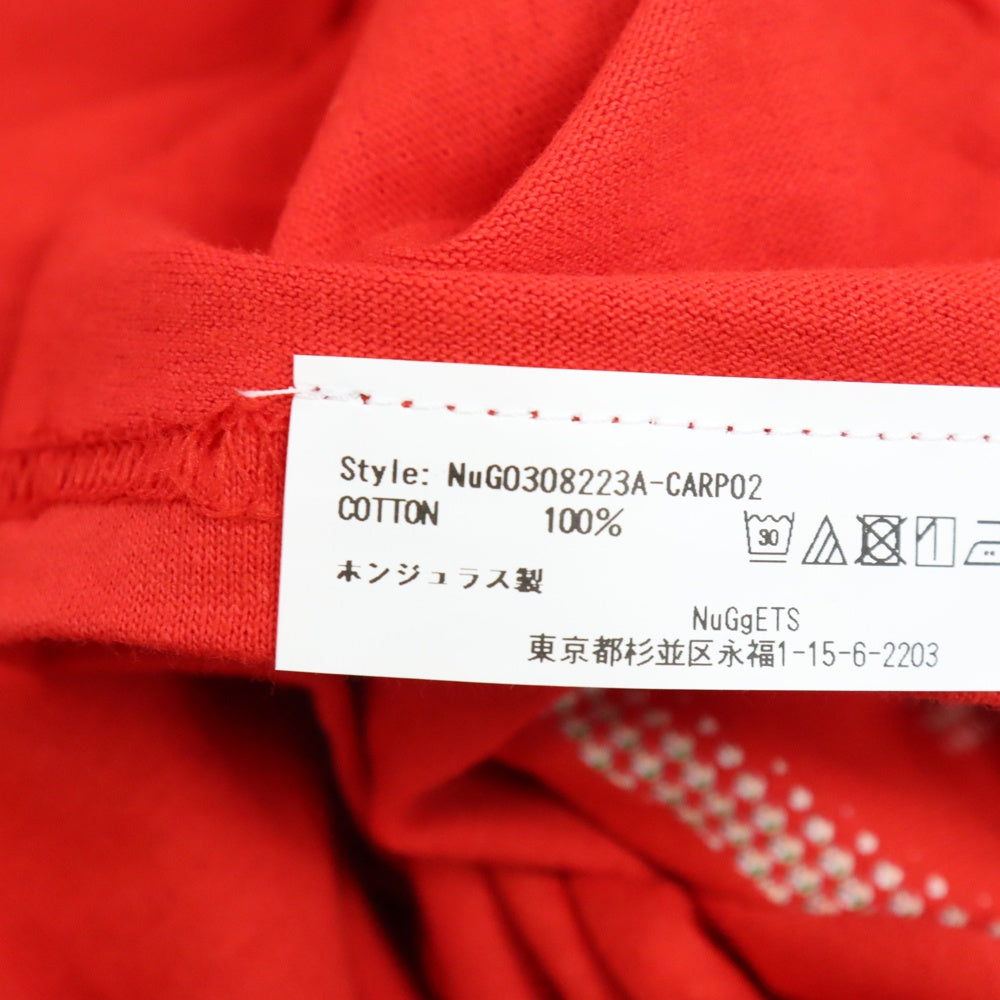 Style: NuG0308223A-CARP02
COTTON 100%
30
ホンジュラス製
NuGgETS
東京都杉並区永福1-15-6-2203